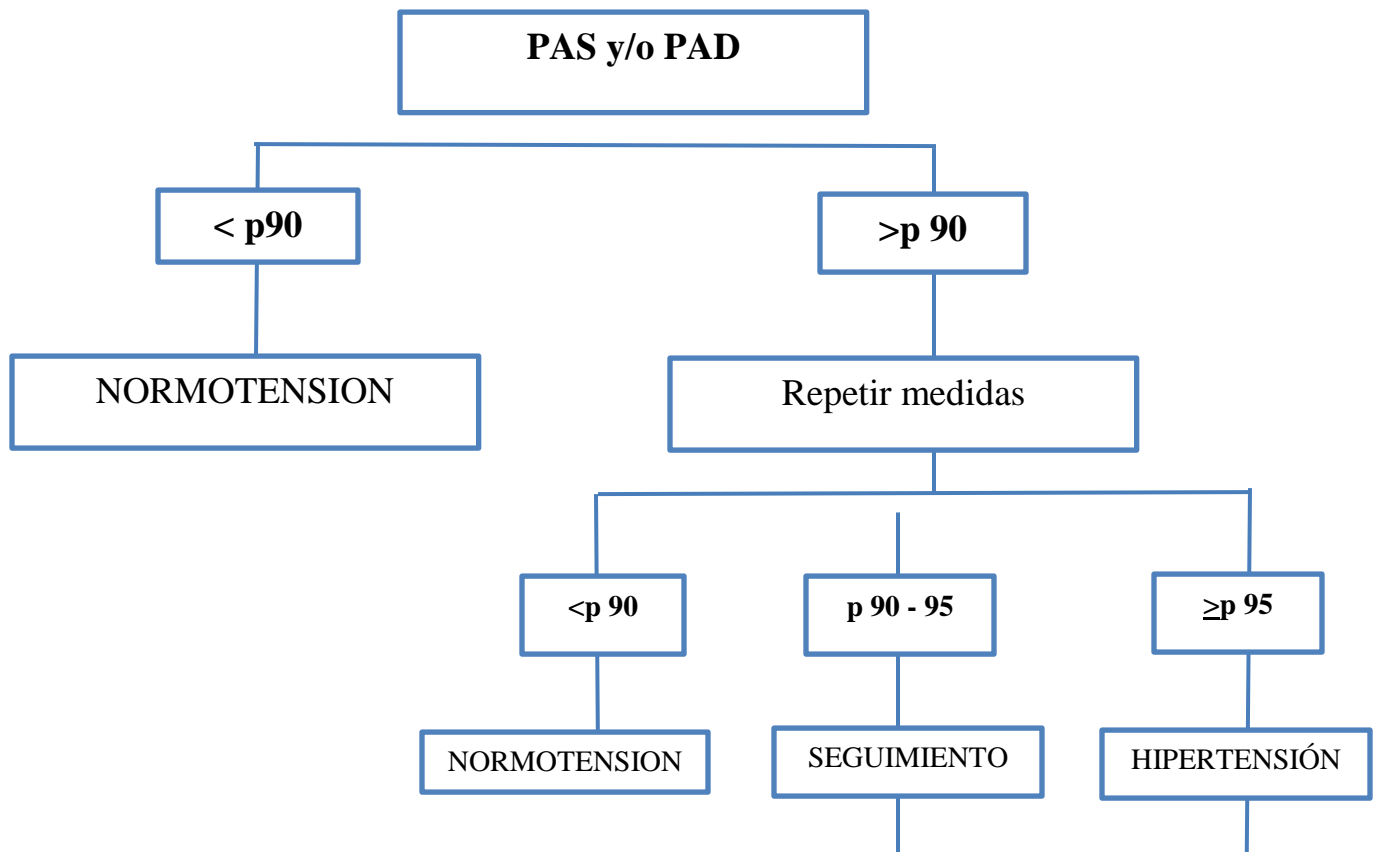 PAS y/o PAD
< p90
>p 90
NORMOTENSION
Repetir medidas
<p 90
p 90 - 95
≥p 95
NORMOTENSION
SEGUIMIENTO
HIPERTENSIÓN